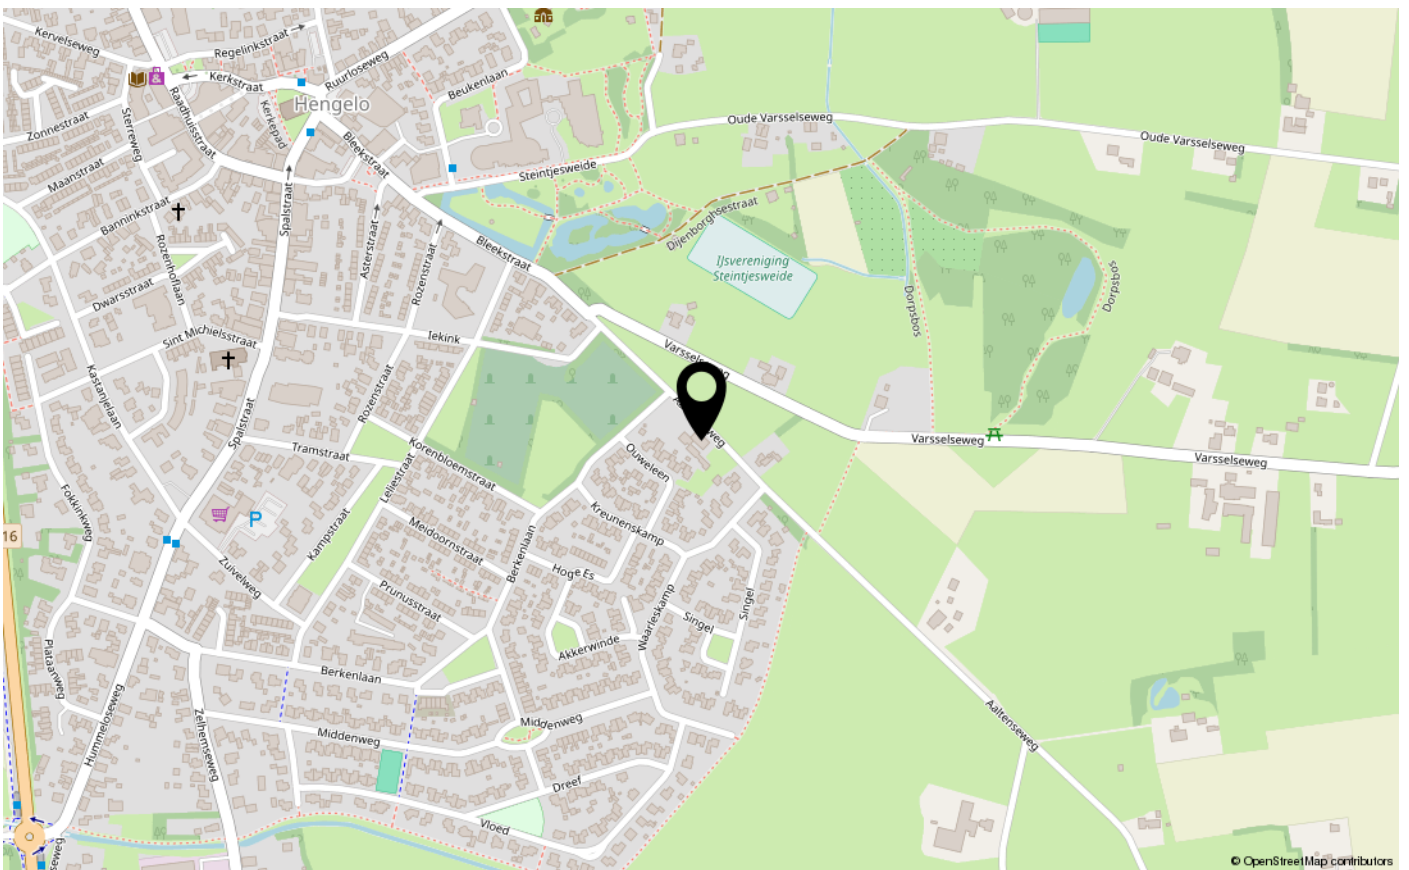 Kervelseweg
Regelinkstraat
Ruurloseweg
Kerkstraat
Beukenlaan
Hengelo
Zonnestraat
Sterreweg
Raadhuisstraat
Kerkepad
Bleekstraat
Oude Varsselseweg
Oude Varsselseweg
Maanstraat
Steintjesweide
Banninkstraat
Spalstraat
Asterstraat
Rozenstraat
Bleekstraat
Dijenborghsestraat
Rozenhoflaan
IJsvereniging
Steintjesweide
Dwarsstraat
Dorpsbos
Dorpsbos
Sint Michielsstraat
Iekink
Kastanjelaan
Rozenstraat
Spalstraat
Tramstraat
Korenbloemstraat
Leliestraat
Ouweleen
Varsselseweg
Varsselseweg
Fokkinkweg
P
16
Kampstraat
Meidoornstraat
Kreunenskamp
Berkenlaan
Zuivelweg
Hoge Es
Prunusstraat
Waarleskamp
Singel
Singel
Akkerwinde
Plataanweg
Berkenlaan
Hummeloseweg
Zelhemseweg
Middenweg
Middenweg
Aaltenseweg
Dreef
Vloed
© OpenStreetMap contributors